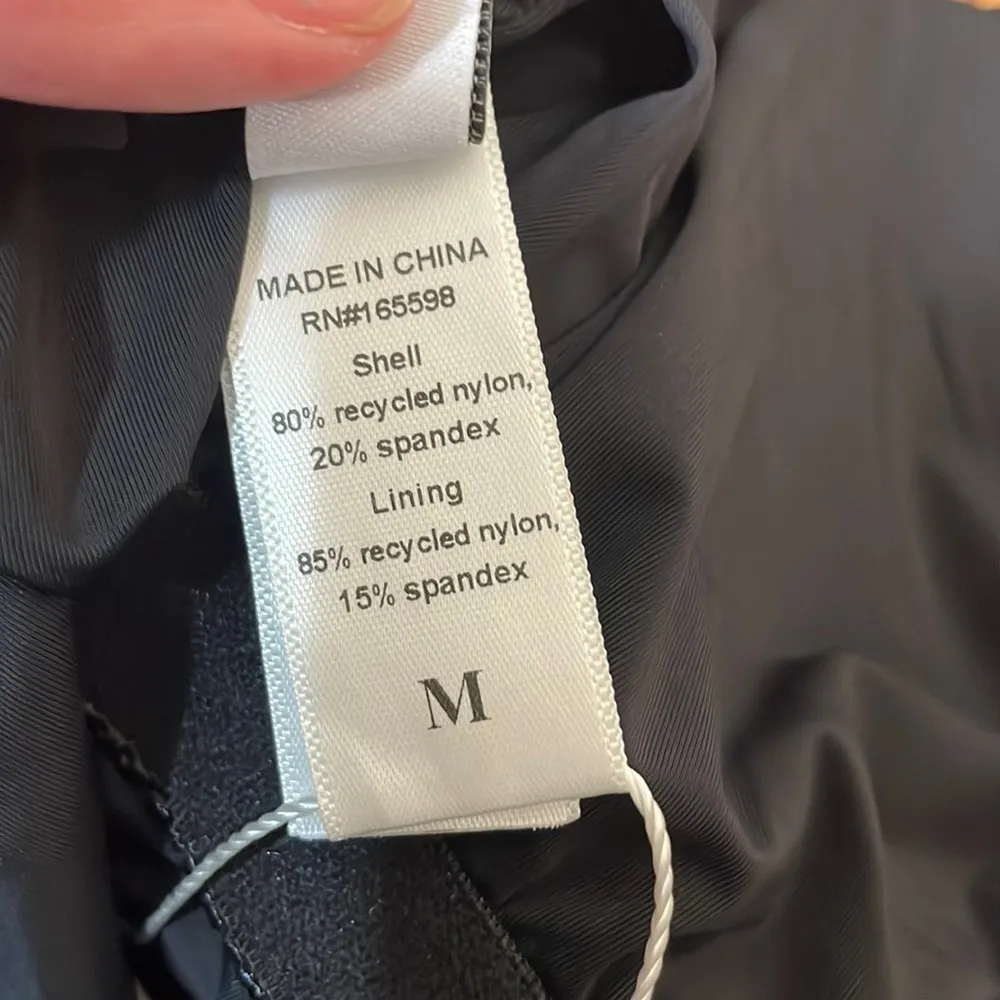 MADE IN CHINA
RN#165598
Shell
80% recycled nylon,
20% spandex
Lining
85% recycled nylon,
15% spandex
M